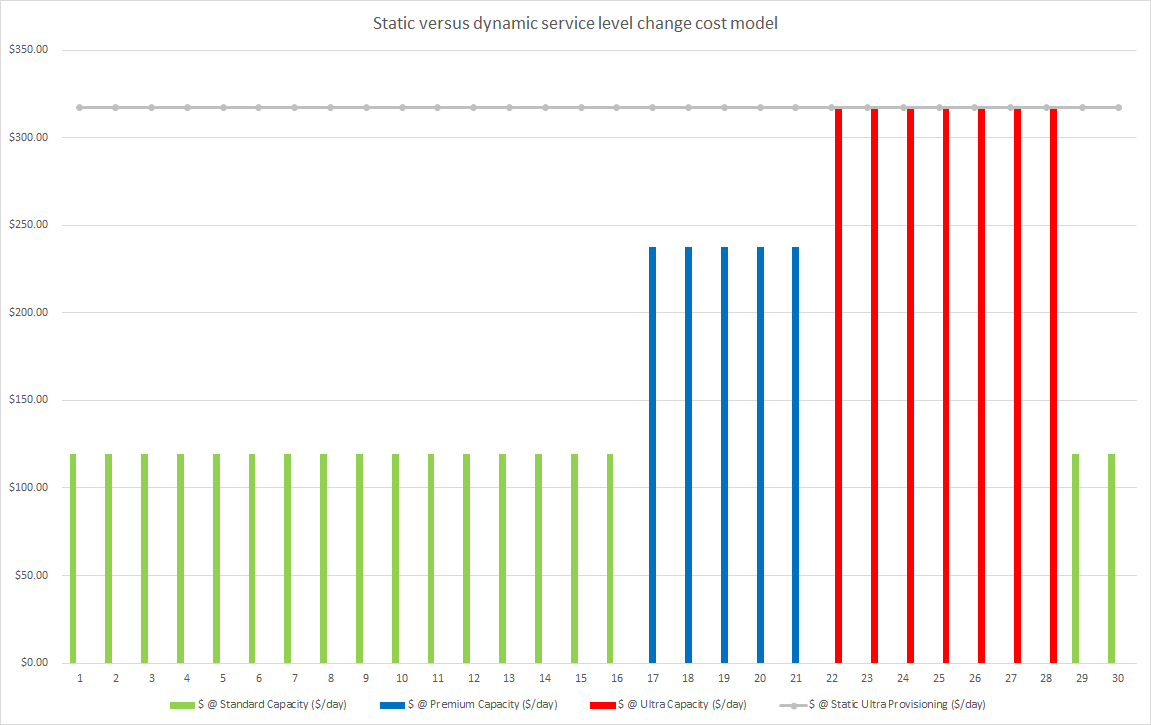 Static versus dynamic service level change cost model
$350.00
$300.00
$250.00
$200.00
$150.00
$100.00
$50.00
$0.00
1 2 3 4 5 6 7 8 9 10 11 12 13 14 15 16 17 18 19 20 21 22 23 24 25 26 27 28 29 30
$ @ Standard Capacity ($/day) $ @ Premium Capacity ($/day) $ @ Ultra Capacity ($/day) $ @ Static Ultra Provisioning ($/day)